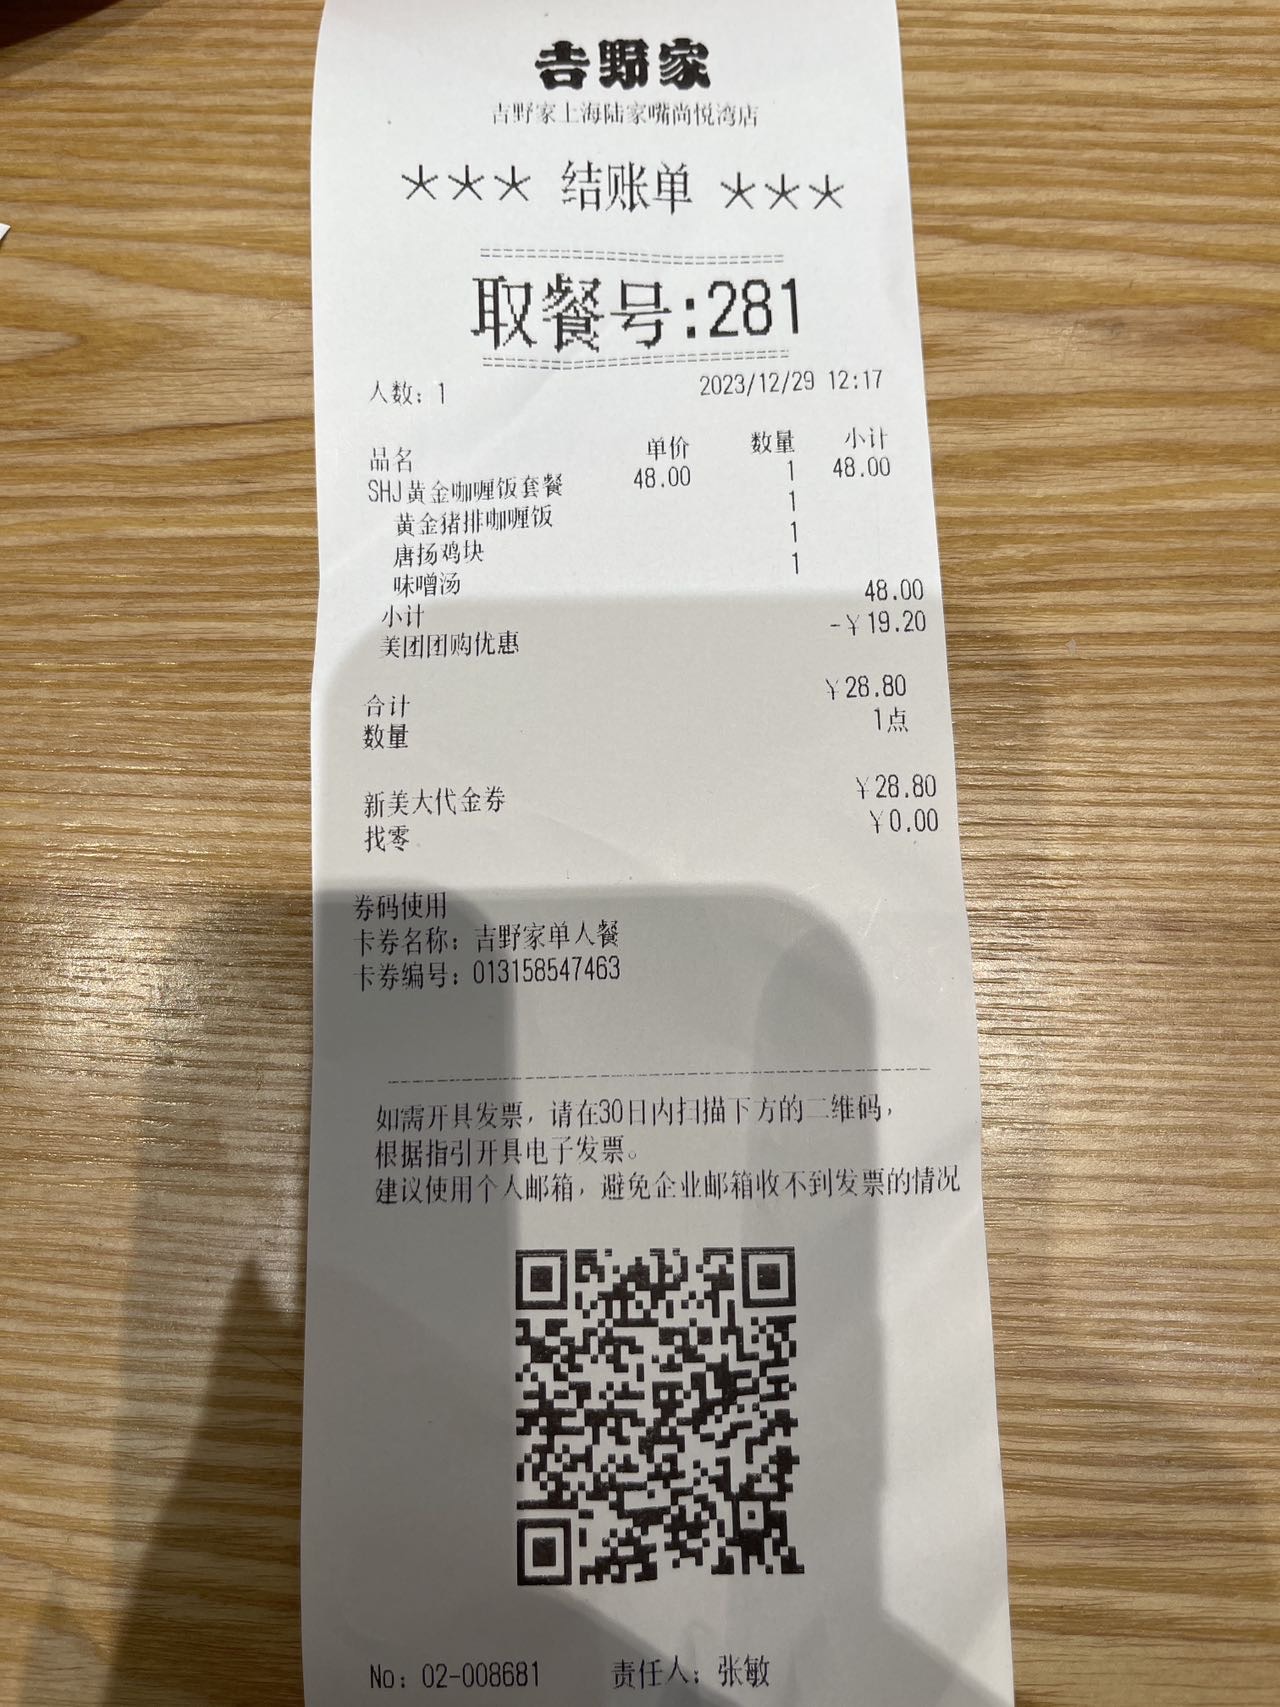 吉野家
吉野家上海陆家嘴尚悦湾店
*** 结账单 ***
取餐号:281
人数: 1 2023/12/29 12:17
品名 单价 数量 小计
SHJ黄金咖喱饭套餐 48.00 1 48.00
黄金猪排咖喱饭 1
唐扬鸡块 1
味噌汤 1
小计 48.00
美团团购优惠 -￥19.20
合计 ￥28.80
数量 1点
新美大代金券 ￥28.80
找零 ￥0.00
券码使用
卡券名称: 吉野家单人餐
卡券编号: 013158547463
如需开具发票, 请在30日内扫描下方的二维码,
根据指引开具电子发票。
建议使用个人邮箱, 避免企业邮箱收不到发票的情况
No: 02-008681 责任人: 张敏